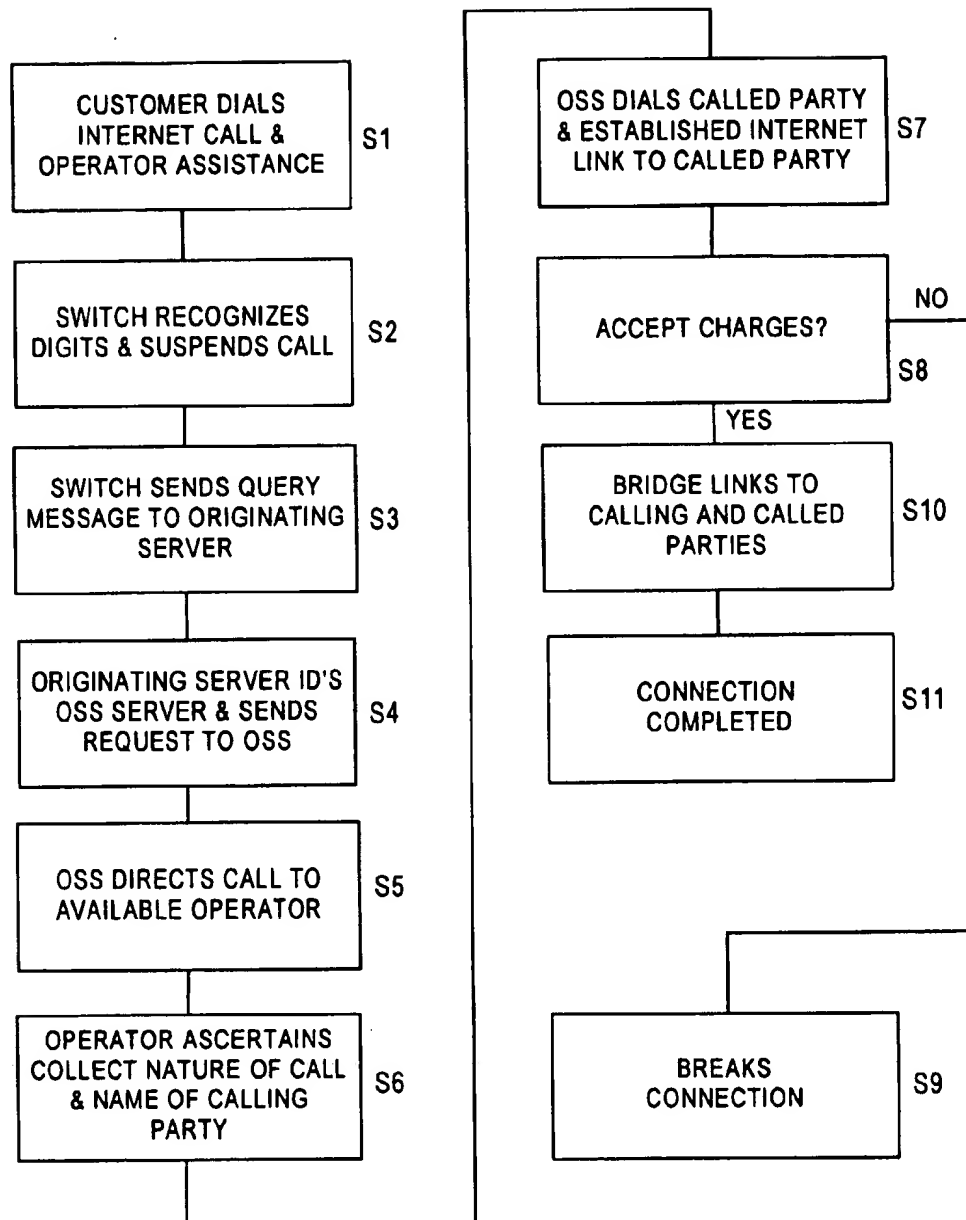 CUSTOMER DIALS
INTERNET CALL &
OPERATOR ASSISTANCE
S1
SWITCH RECOGNIZES
DIGITS & SUSPENDS CALL
S2
SWITCH SENDS QUERY
MESSAGE TO ORIGINATING
SERVER
S3
ORIGINATING SERVER ID'S
OSS SERVER & SENDS
REQUEST TO OSS
S4
OSS DIRECTS CALL TO
AVAILABLE OPERATOR
S5
OPERATOR ASCERTAINS
COLLECT NATURE OF CALL
& NAME OF CALLING
PARTY
S6
OSS DIALS CALLED PARTY
& ESTABLISHED INTERNET
LINK TO CALLED PARTY
S7
ACCEPT CHARGES?
NO
S8
YES
BRIDGE LINKS TO
CALLING AND CALLED
PARTIES
S10
CONNECTION
COMPLETED
S11
BREAKS
CONNECTION
S9